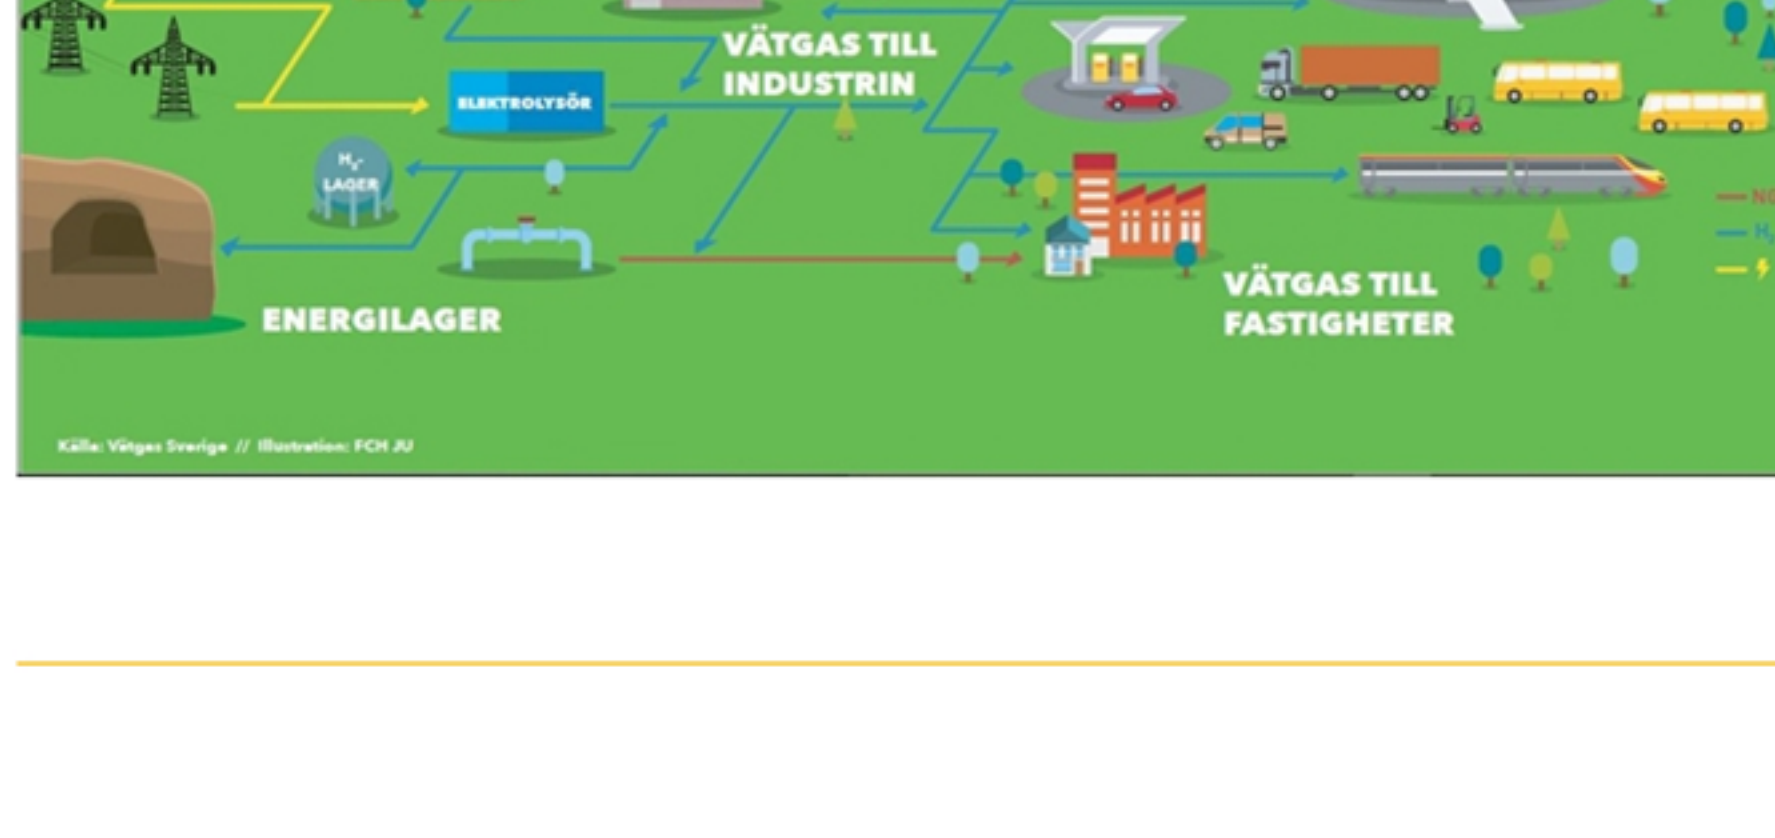 VÄTGAS TILL
INDUSTRIN
ELEKTROLYSÖR
H₂-
LAGER
ENERGILAGER
VÄTGAS TILL
FASTIGHETER
Källa: Vätgas Sverige // Illustration: FCH JU